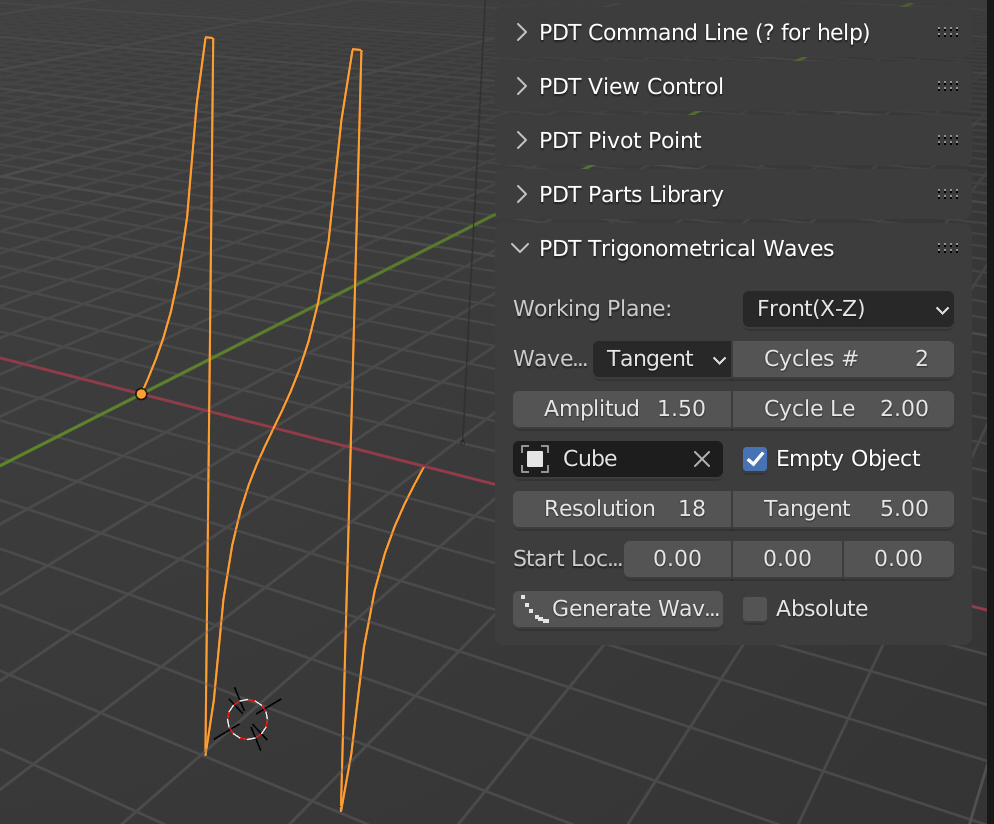 PDT Command Line (? for help)
PDT View Control
PDT Pivot Point
PDT Parts Library
PDT Trigonometrical Waves
Working Plane: Front(X-Z)
Wave... Tangent Cycles # 2
Amplitud 1.50 Cycle Le 2.00
Cube Empty Object
Resolution 18 Tangent 5.00
Start Loc... 0.00 0.00 0.00
Generate Wav... Absolute